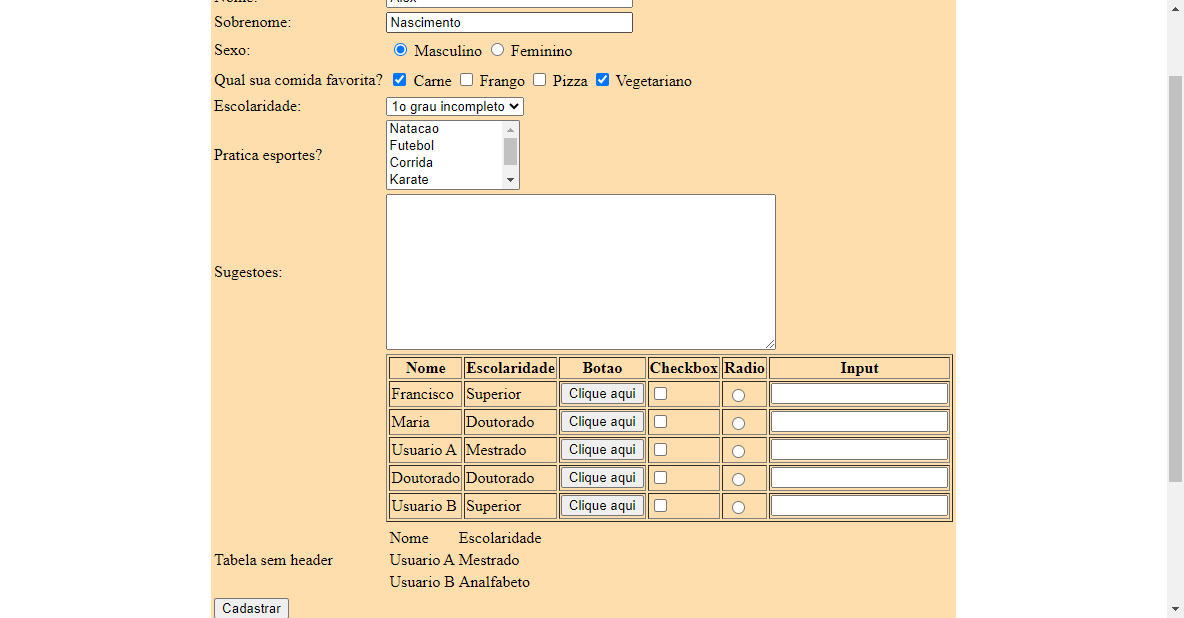 Nome:
Alex
Sobrenome: Nascimento
Sexo: Masculino Feminino
Qual sua comida favorita? Carne Frango Pizza Vegetariano
Escolaridade: 1o grau incompleto
Natacao
Futebol
Pratica esportes?
Corrida
Karate
Sugestoes:
Nome Escolaridade Botao Checkbox Radio Input
Francisco Superior Clique aqui
Maria Doutorado Clique aqui
Usuario A Mestrado Clique aqui
Doutorado Doutorado Clique aqui
Usuario B Superior Clique aqui
Nome Escolaridade
Tabela sem header Usuario A Mestrado
Usuario B Analfabeto
Cadastrar